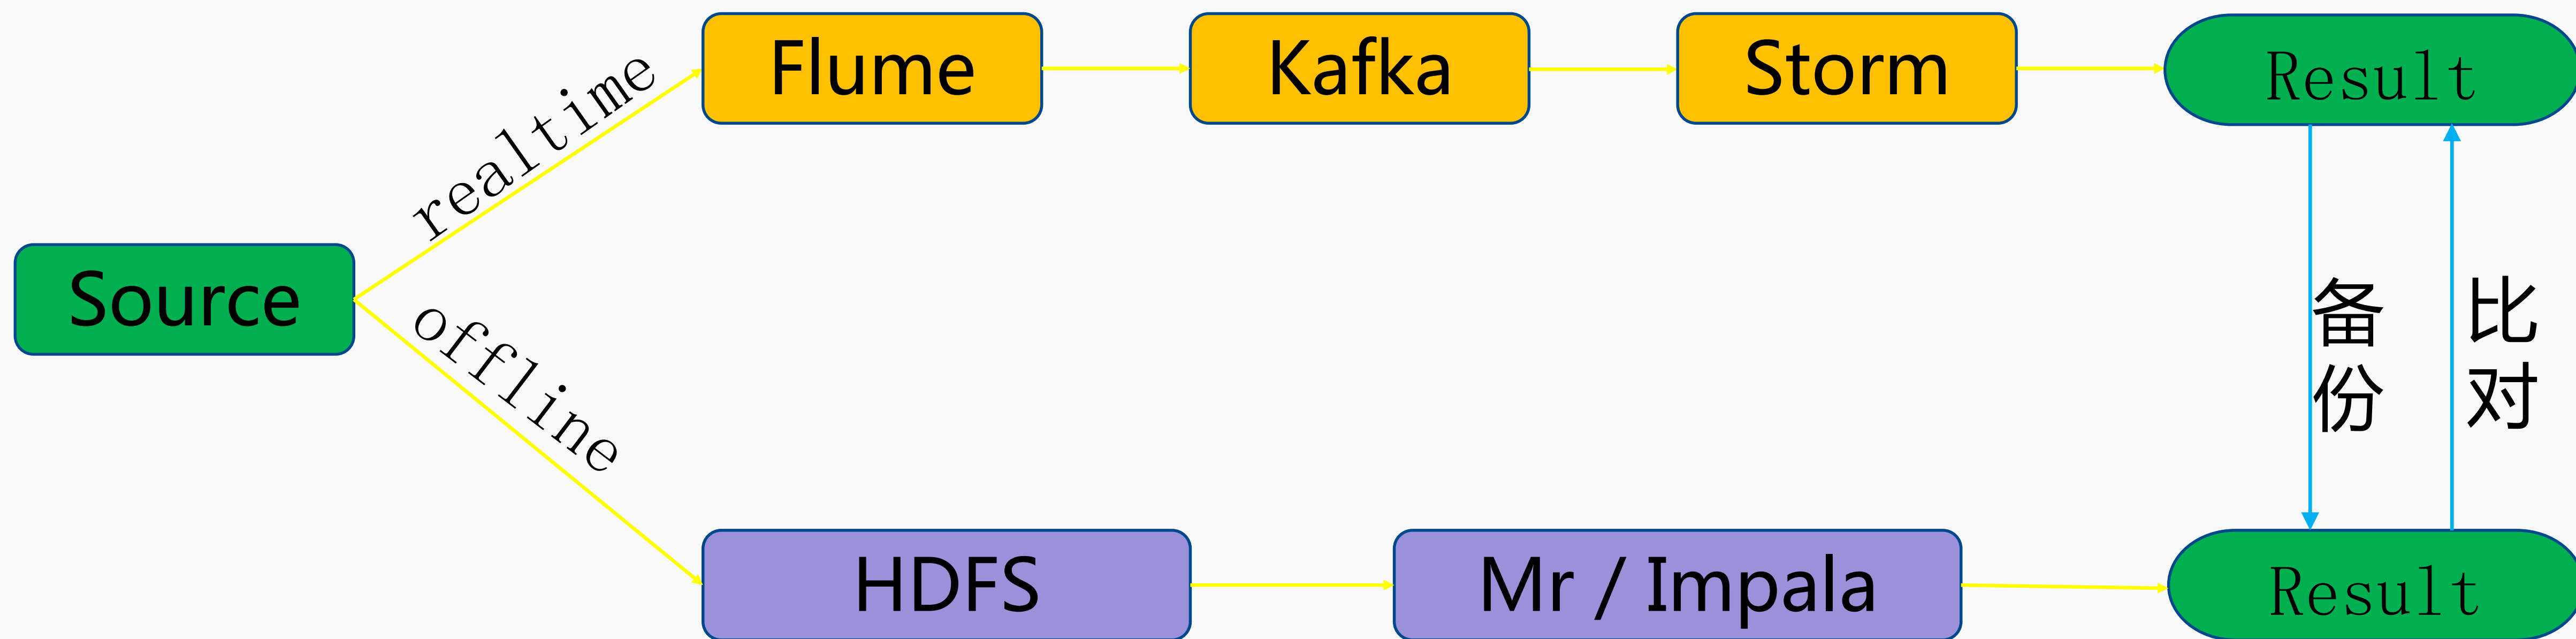 Flume
Kafka
Storm
Result
realtime
Source
offline
备份
比对
HDFS
Mr / Impala
Result